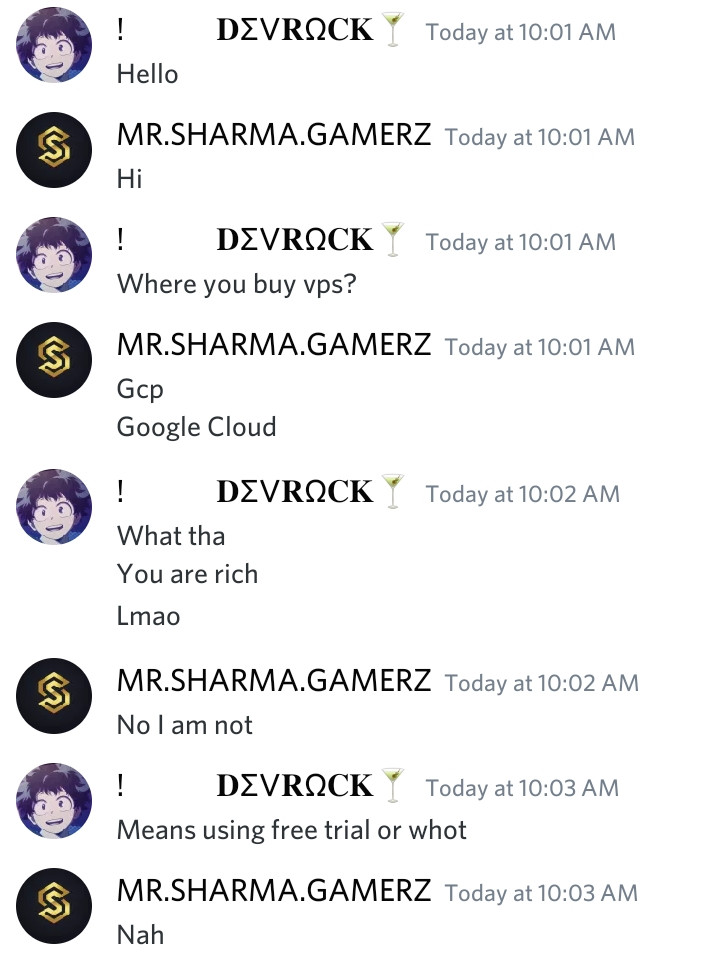 ! 𝐃ΣV𝐑Ω𝐂𝐊🍸 Today at 10:01 AM
Hello
MR.SHARMA.GAMERZ Today at 10:01 AM
Hi
! 𝐃ΣV𝐑Ω𝐂𝐊🍸 Today at 10:01 AM
Where you buy vps?
MR.SHARMA.GAMERZ Today at 10:01 AM
Gcp
Google Cloud
! 𝐃ΣV𝐑Ω𝐂𝐊🍸 Today at 10:02 AM
What tha
You are rich
Lmao
MR.SHARMA.GAMERZ Today at 10:02 AM
No I am not
! 𝐃ΣV𝐑Ω𝐂𝐊🍸 Today at 10:03 AM
Means using free trial or whot
MR.SHARMA.GAMERZ Today at 10:03 AM
Nah